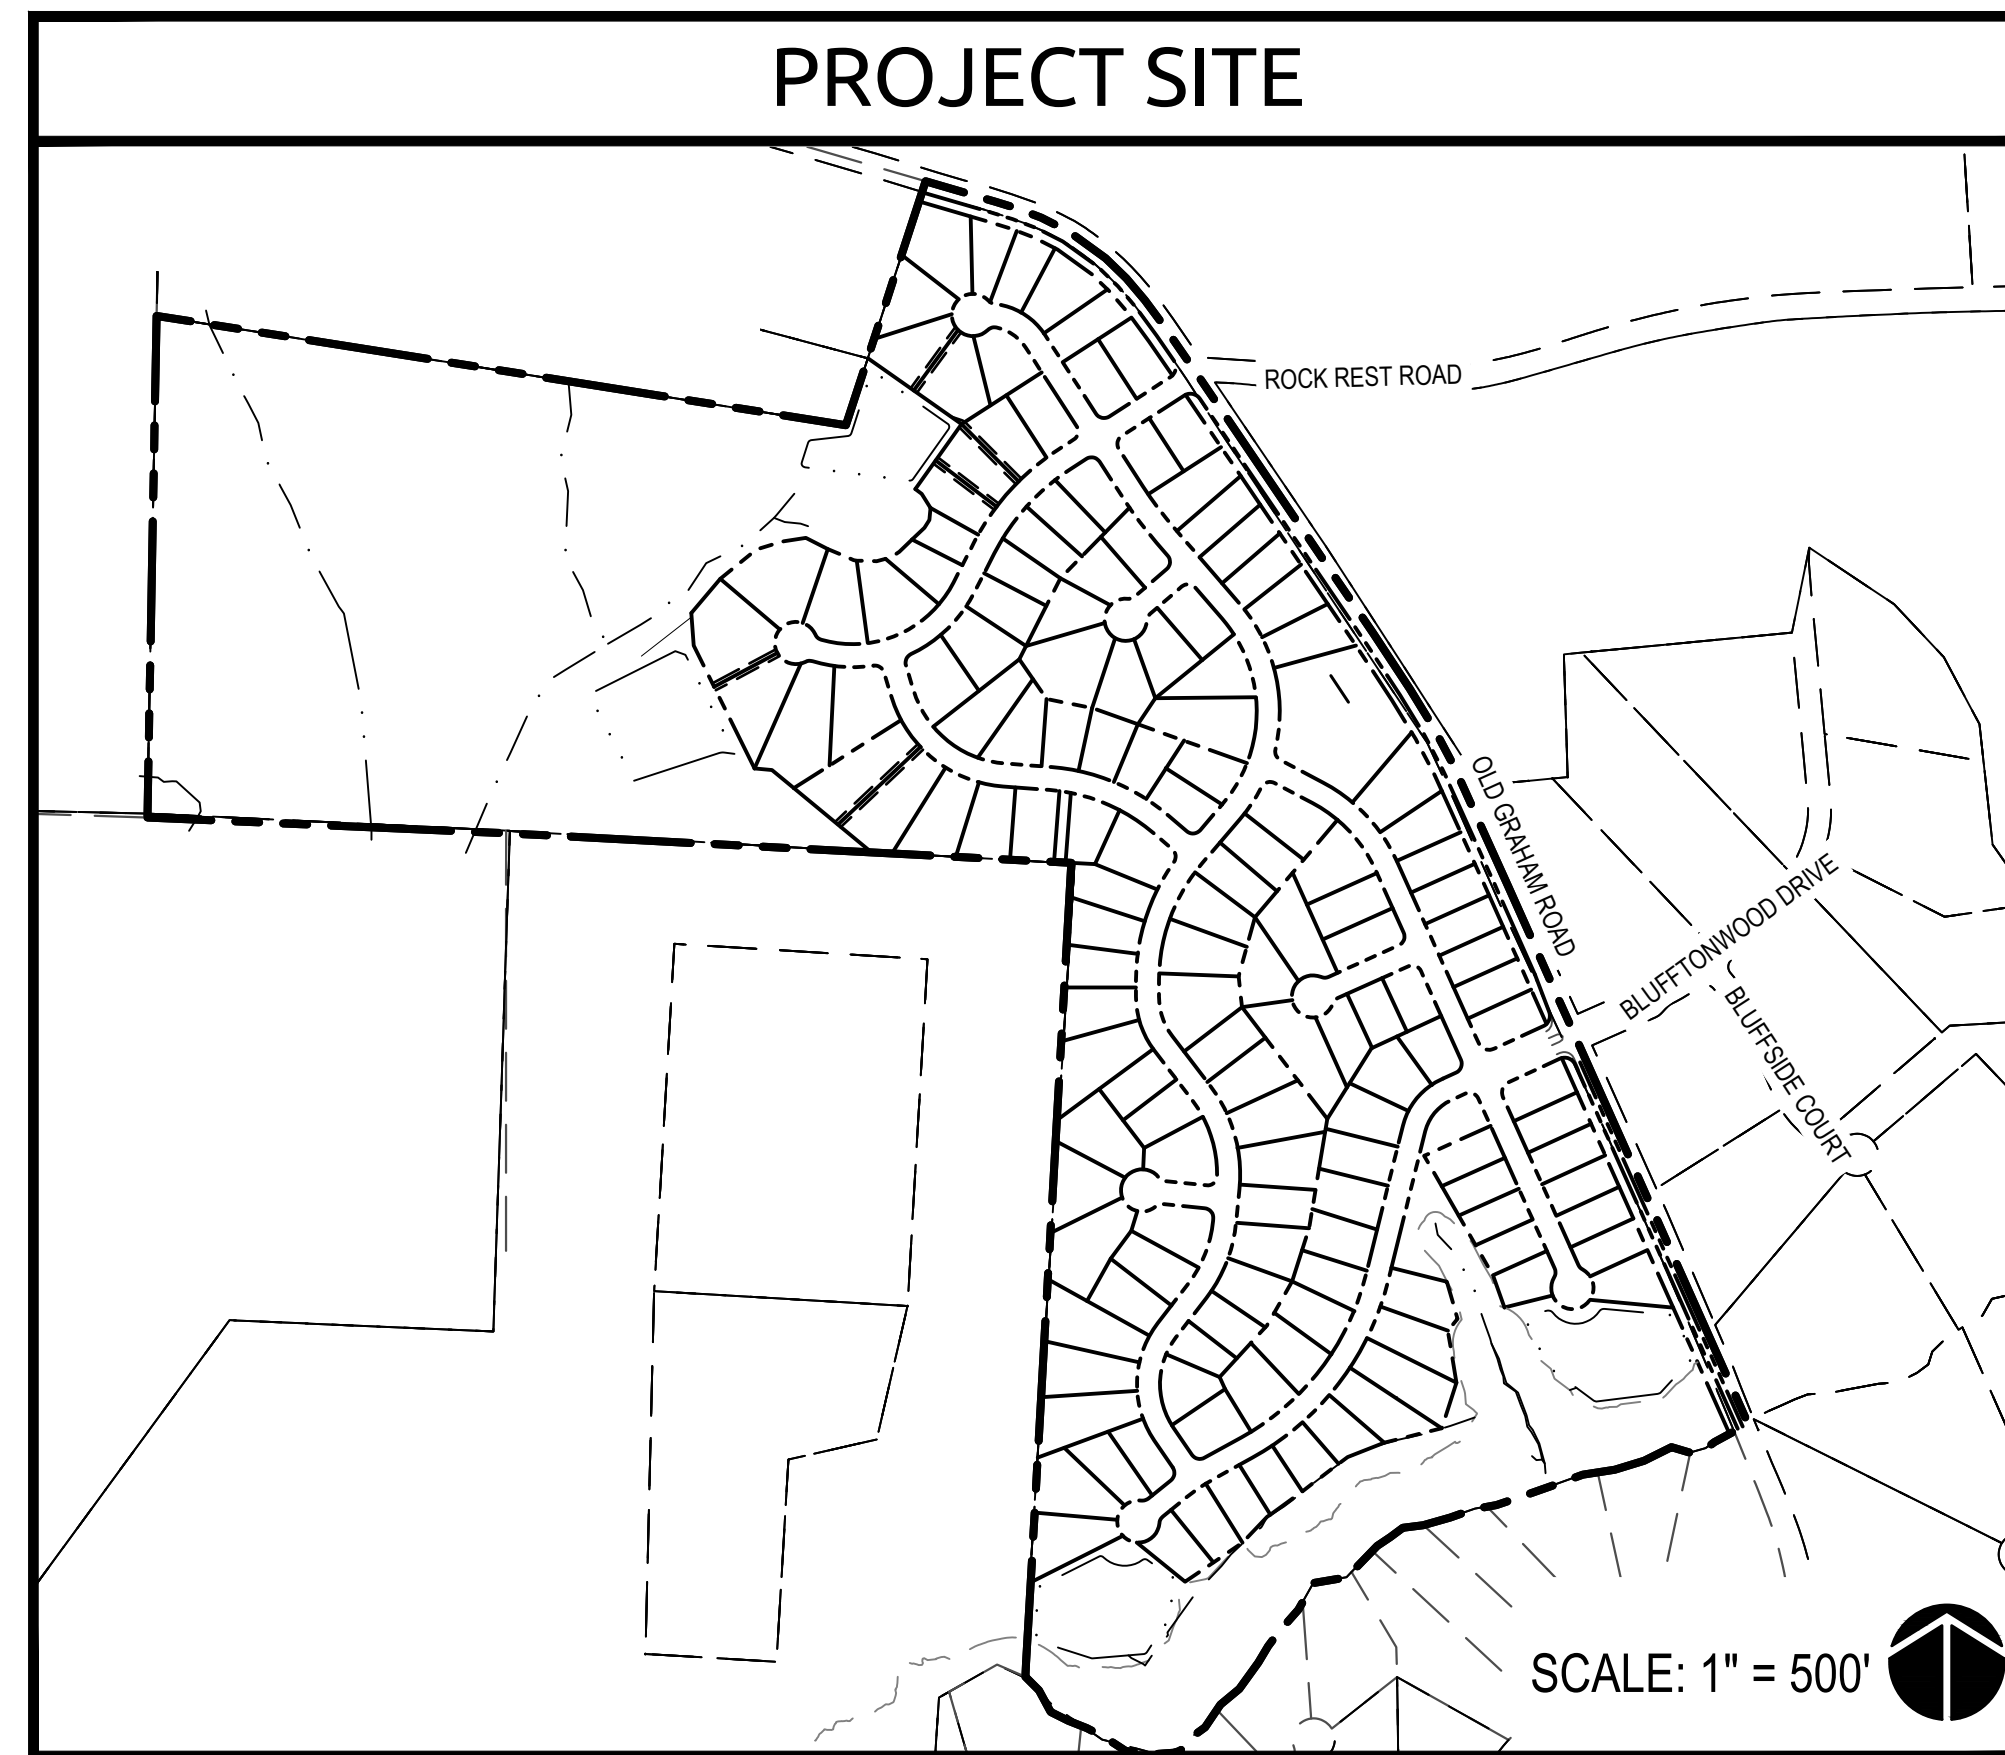 PROJECT SITE
ROCK REST ROAD
OLD GRAHAM ROAD
BLUFFTONWOOD DRIVE
BLUFFSIDE COURT
SCALE: 1" = 500'